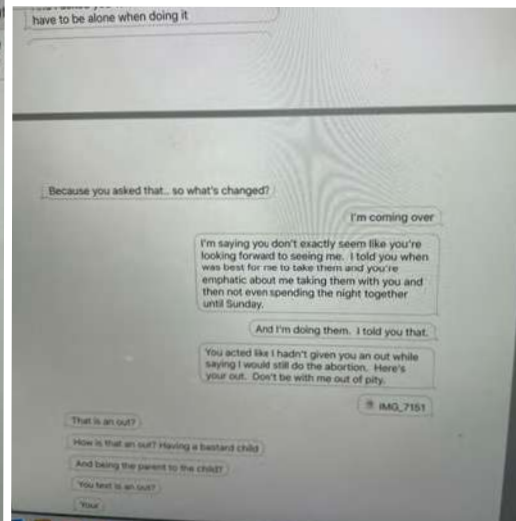 have to be alone when doing it
Because you asked that.. so what's changed?
I'm coming over
I'm saying you don't exactly seem like you're
looking forward to seeing me. I told you when
was best for me to take them and you're
emphatic about me taking them with you and
then not even spending the night together
until Sunday.
And I'm doing them. I told you that.
You acted like I hadn't given you an out while
saying I would still do the abortion. Here's
your out. Don't be with me out of pity.
IMG_7151
That is an out?
How is that an out? Having a bastard child
And being the parent to the child?
You text is an out?
Your